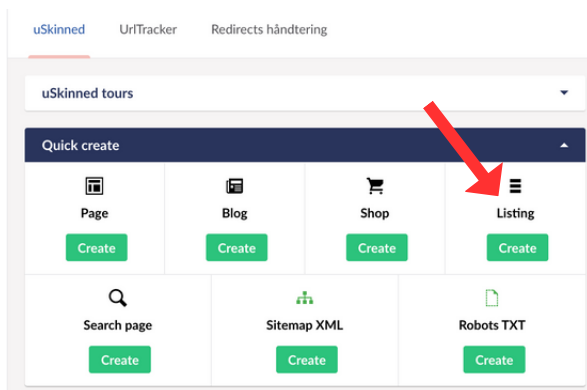 uSkinned UrlTracker Redirects håndtering
uSkinned tours
Quick create
Page Blog Shop Listing
Create Create Create Create
Search page Sitemap XML Robots TXT
Create Create Create